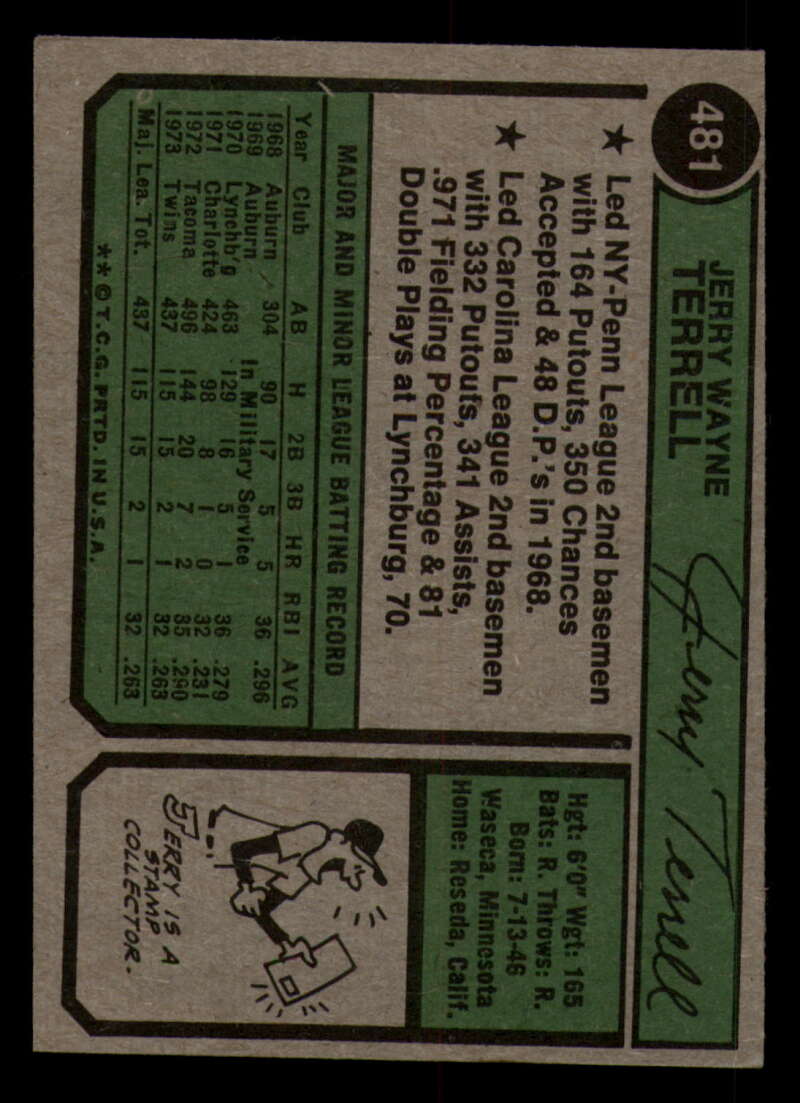 481
JERRY WAYNE
TERRELL
Jerry Terrell
★ Led NY-Penn League 2nd basemen
with 164 Putouts, 350 Chances
Accepted & 48 D.P.'s in 1968.
★ Led Carolina League 2nd basemen
with 332 Putouts, 341 Assists,
.971 Fielding Percentage & 81
Double Plays at Lynchburg, 70.
Hgt: 6'0" Wgt: 165
Bats: R. Throws: R.
Born: 7-13-46
Waseca, Minnesota
Home: Reseda, Calif.
MAJOR AND MINOR LEAGUE BATTING RECORD
Year Club AB H 2B 3B HR RBI AVG
1968 Auburn 304 90 17 5 5 36 .296
1969 Auburn In Military Service
1970 Lynchb'g 463 129 16 5 1 36 .279
1971 Charlotte 424 98 8 1 0 32 .231
1972 Tacoma 496 144 20 7 2 35 .290
1973 Twins 437 115 15 2 1 32 .263
Maj. Lea. Tot. 437 115 15 2 1 32 .263
** © T.C.G. PRTD. IN U.S.A.
JERRY IS A
STAMP
COLLECTOR.